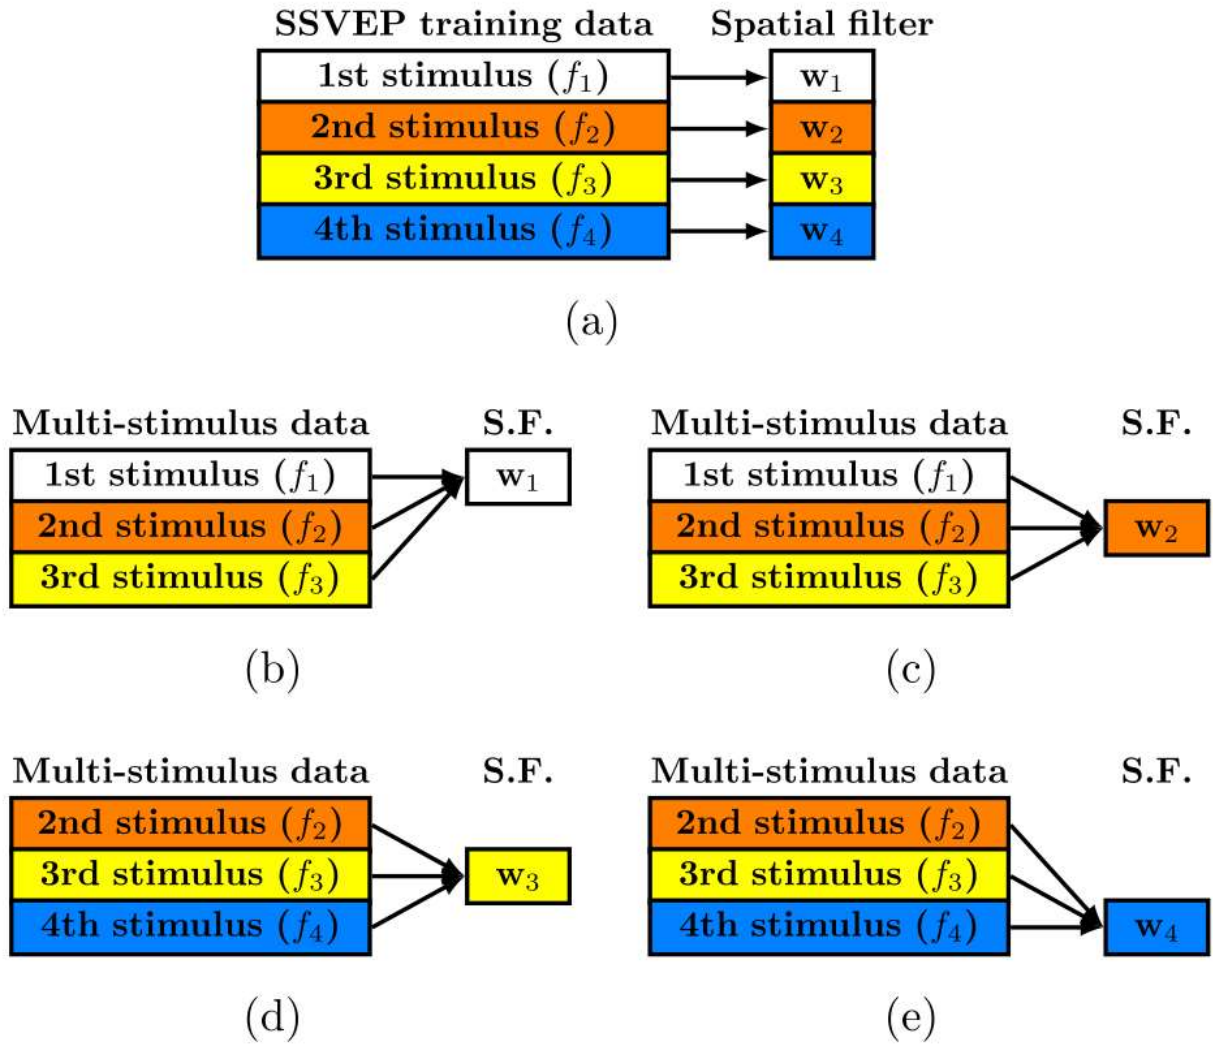 SSVEP training data Spatial filter
1st stimulus (f₁) w₁
2nd stimulus (f₂) w₂
3rd stimulus (f₃) w₃
4th stimulus (f₄) w₄
(a)
Multi-stimulus data S.F.
1st stimulus (f₁) w₁
2nd stimulus (f₂)
3rd stimulus (f₃)
(b)
Multi-stimulus data S.F.
1st stimulus (f₁)
2nd stimulus (f₂) w₂
3rd stimulus (f₃)
(c)
Multi-stimulus data S.F.
2nd stimulus (f₂)
3rd stimulus (f₃) w₃
4th stimulus (f₄)
(d)
Multi-stimulus data S.F.
2nd stimulus (f₂)
3rd stimulus (f₃)
4th stimulus (f₄) w₄
(e)